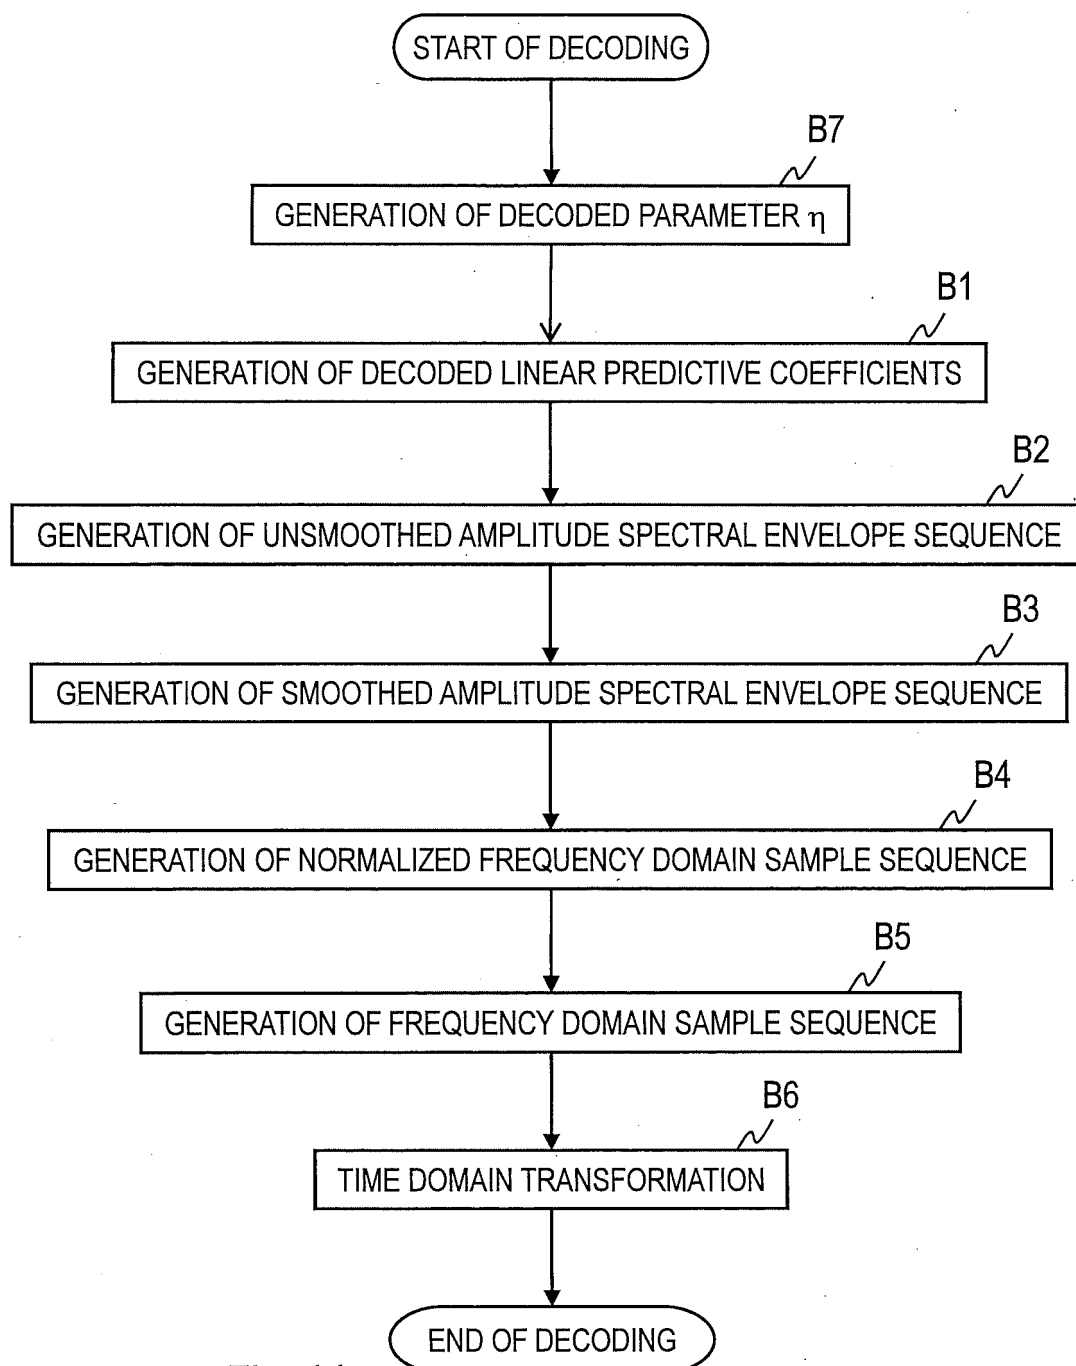 START OF DECODING
B7
GENERATION OF DECODED PARAMETER η
B1
GENERATION OF DECODED LINEAR PREDICTIVE COEFFICIENTS
B2
GENERATION OF UNSMOOTHED AMPLITUDE SPECTRAL ENVELOPE SEQUENCE
B3
GENERATION OF SMOOTHED AMPLITUDE SPECTRAL ENVELOPE SEQUENCE
B4
GENERATION OF NORMALIZED FREQUENCY DOMAIN SAMPLE SEQUENCE
B5
GENERATION OF FREQUENCY DOMAIN SAMPLE SEQUENCE
B6
TIME DOMAIN TRANSFORMATION
END OF DECODING